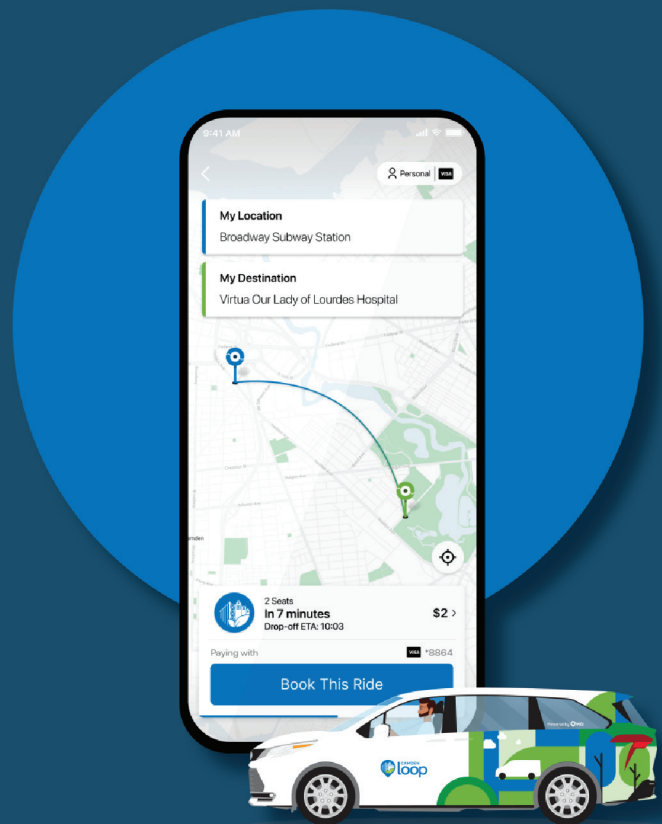 9:41 AM
Personal
VISA
My Location
Broadway Subway Station
My Destination
Virtua Our Lady of Lourdes Hospital
2 Seats
In 7 minutes
Drop-off ETA: 10:03
$2 >
Paying with
VISA *8864
Book This Ride
CAMDEN
loop